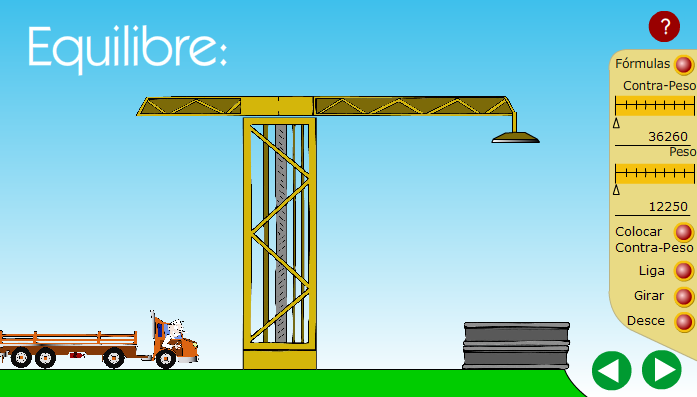 Equilibre:
?
Fórmulas
Contra-Peso
36260
Peso
12250
Colocar
Contra-Peso
Liga
Girar
Desce